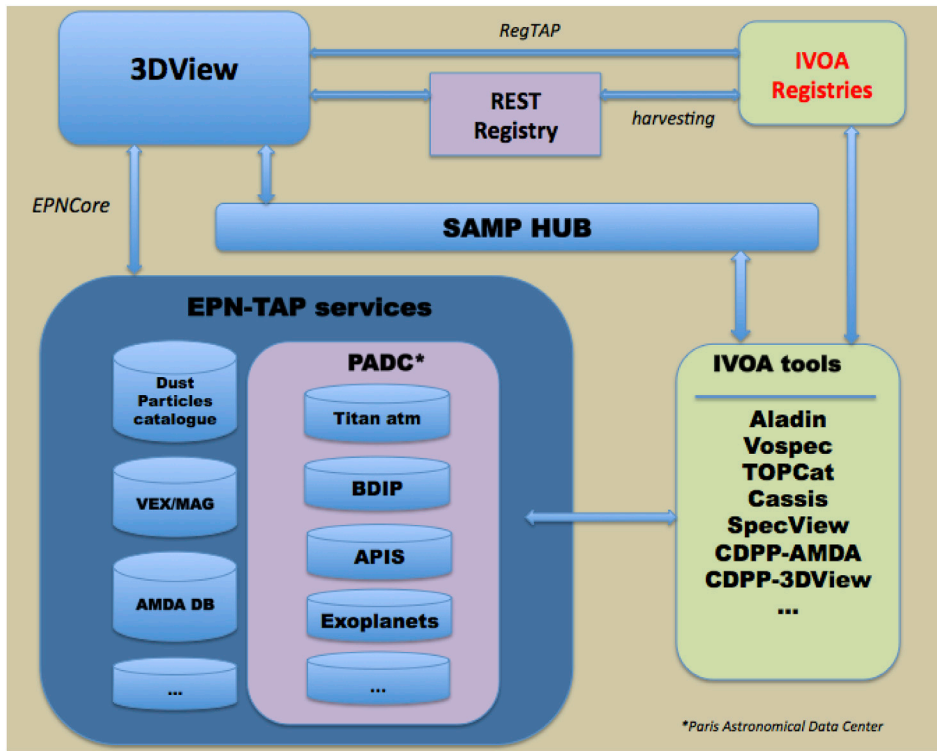 RegTAP
3DView
IVOA
Registries
REST
Registry
harvesting
EPNCore
SAMP HUB
EPN-TAP services
PADC*
Dust
Particles
catalogue
VEX/MAG
AMDA DB
...
Titan atm
BDIP
APIS
Exoplanets
...
IVOA tools
Aladin
Vospec
TOPCat
Cassis
SpecView
CDPP-AMDA
CDPP-3DView
...
*Paris Astronomical Data Center